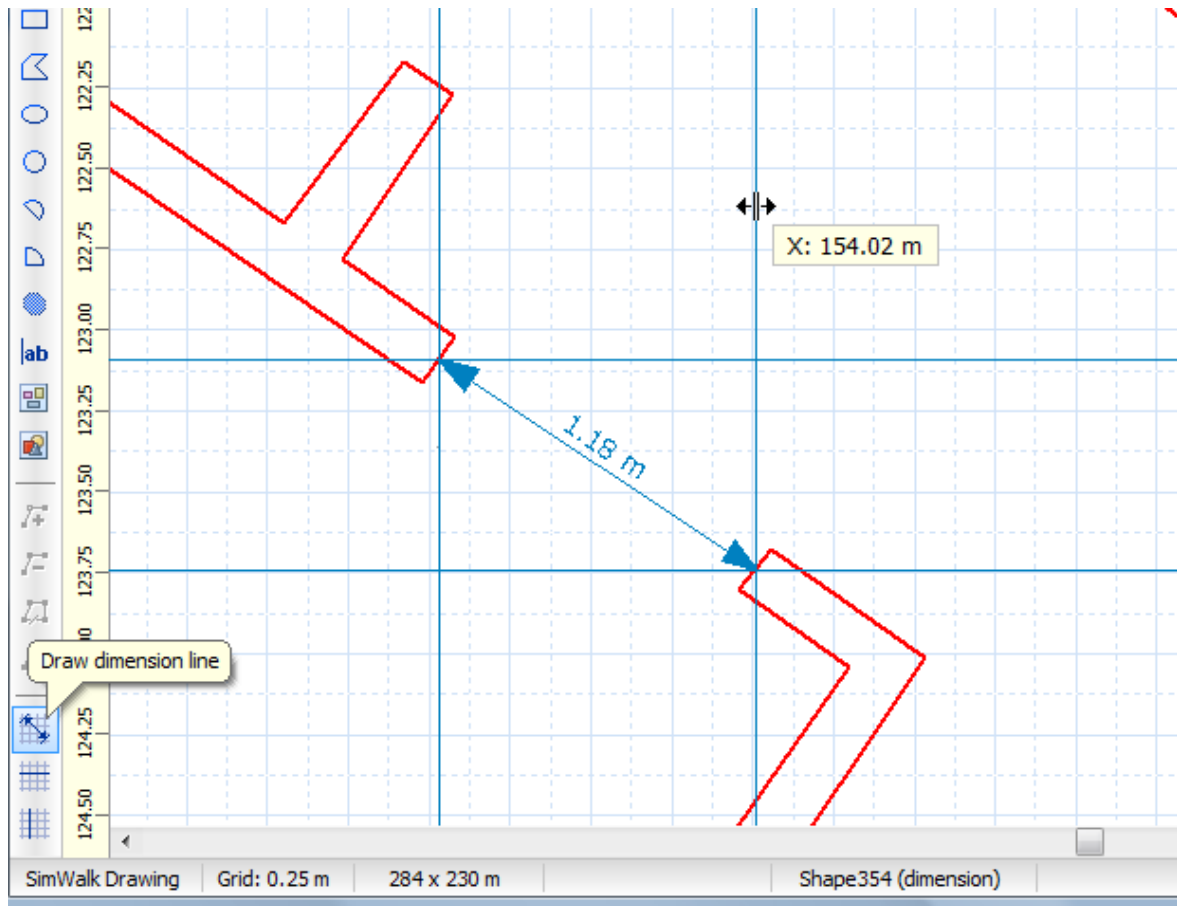 122.25
122.50
122.75
123.00
123.25
123.50
123.75
124.25
124.50
ab
X: 154.02 m
1.18 m
Draw dimension line
SimWalk Drawing
Grid: 0.25 m
284 x 230 m
Shape354 (dimension)